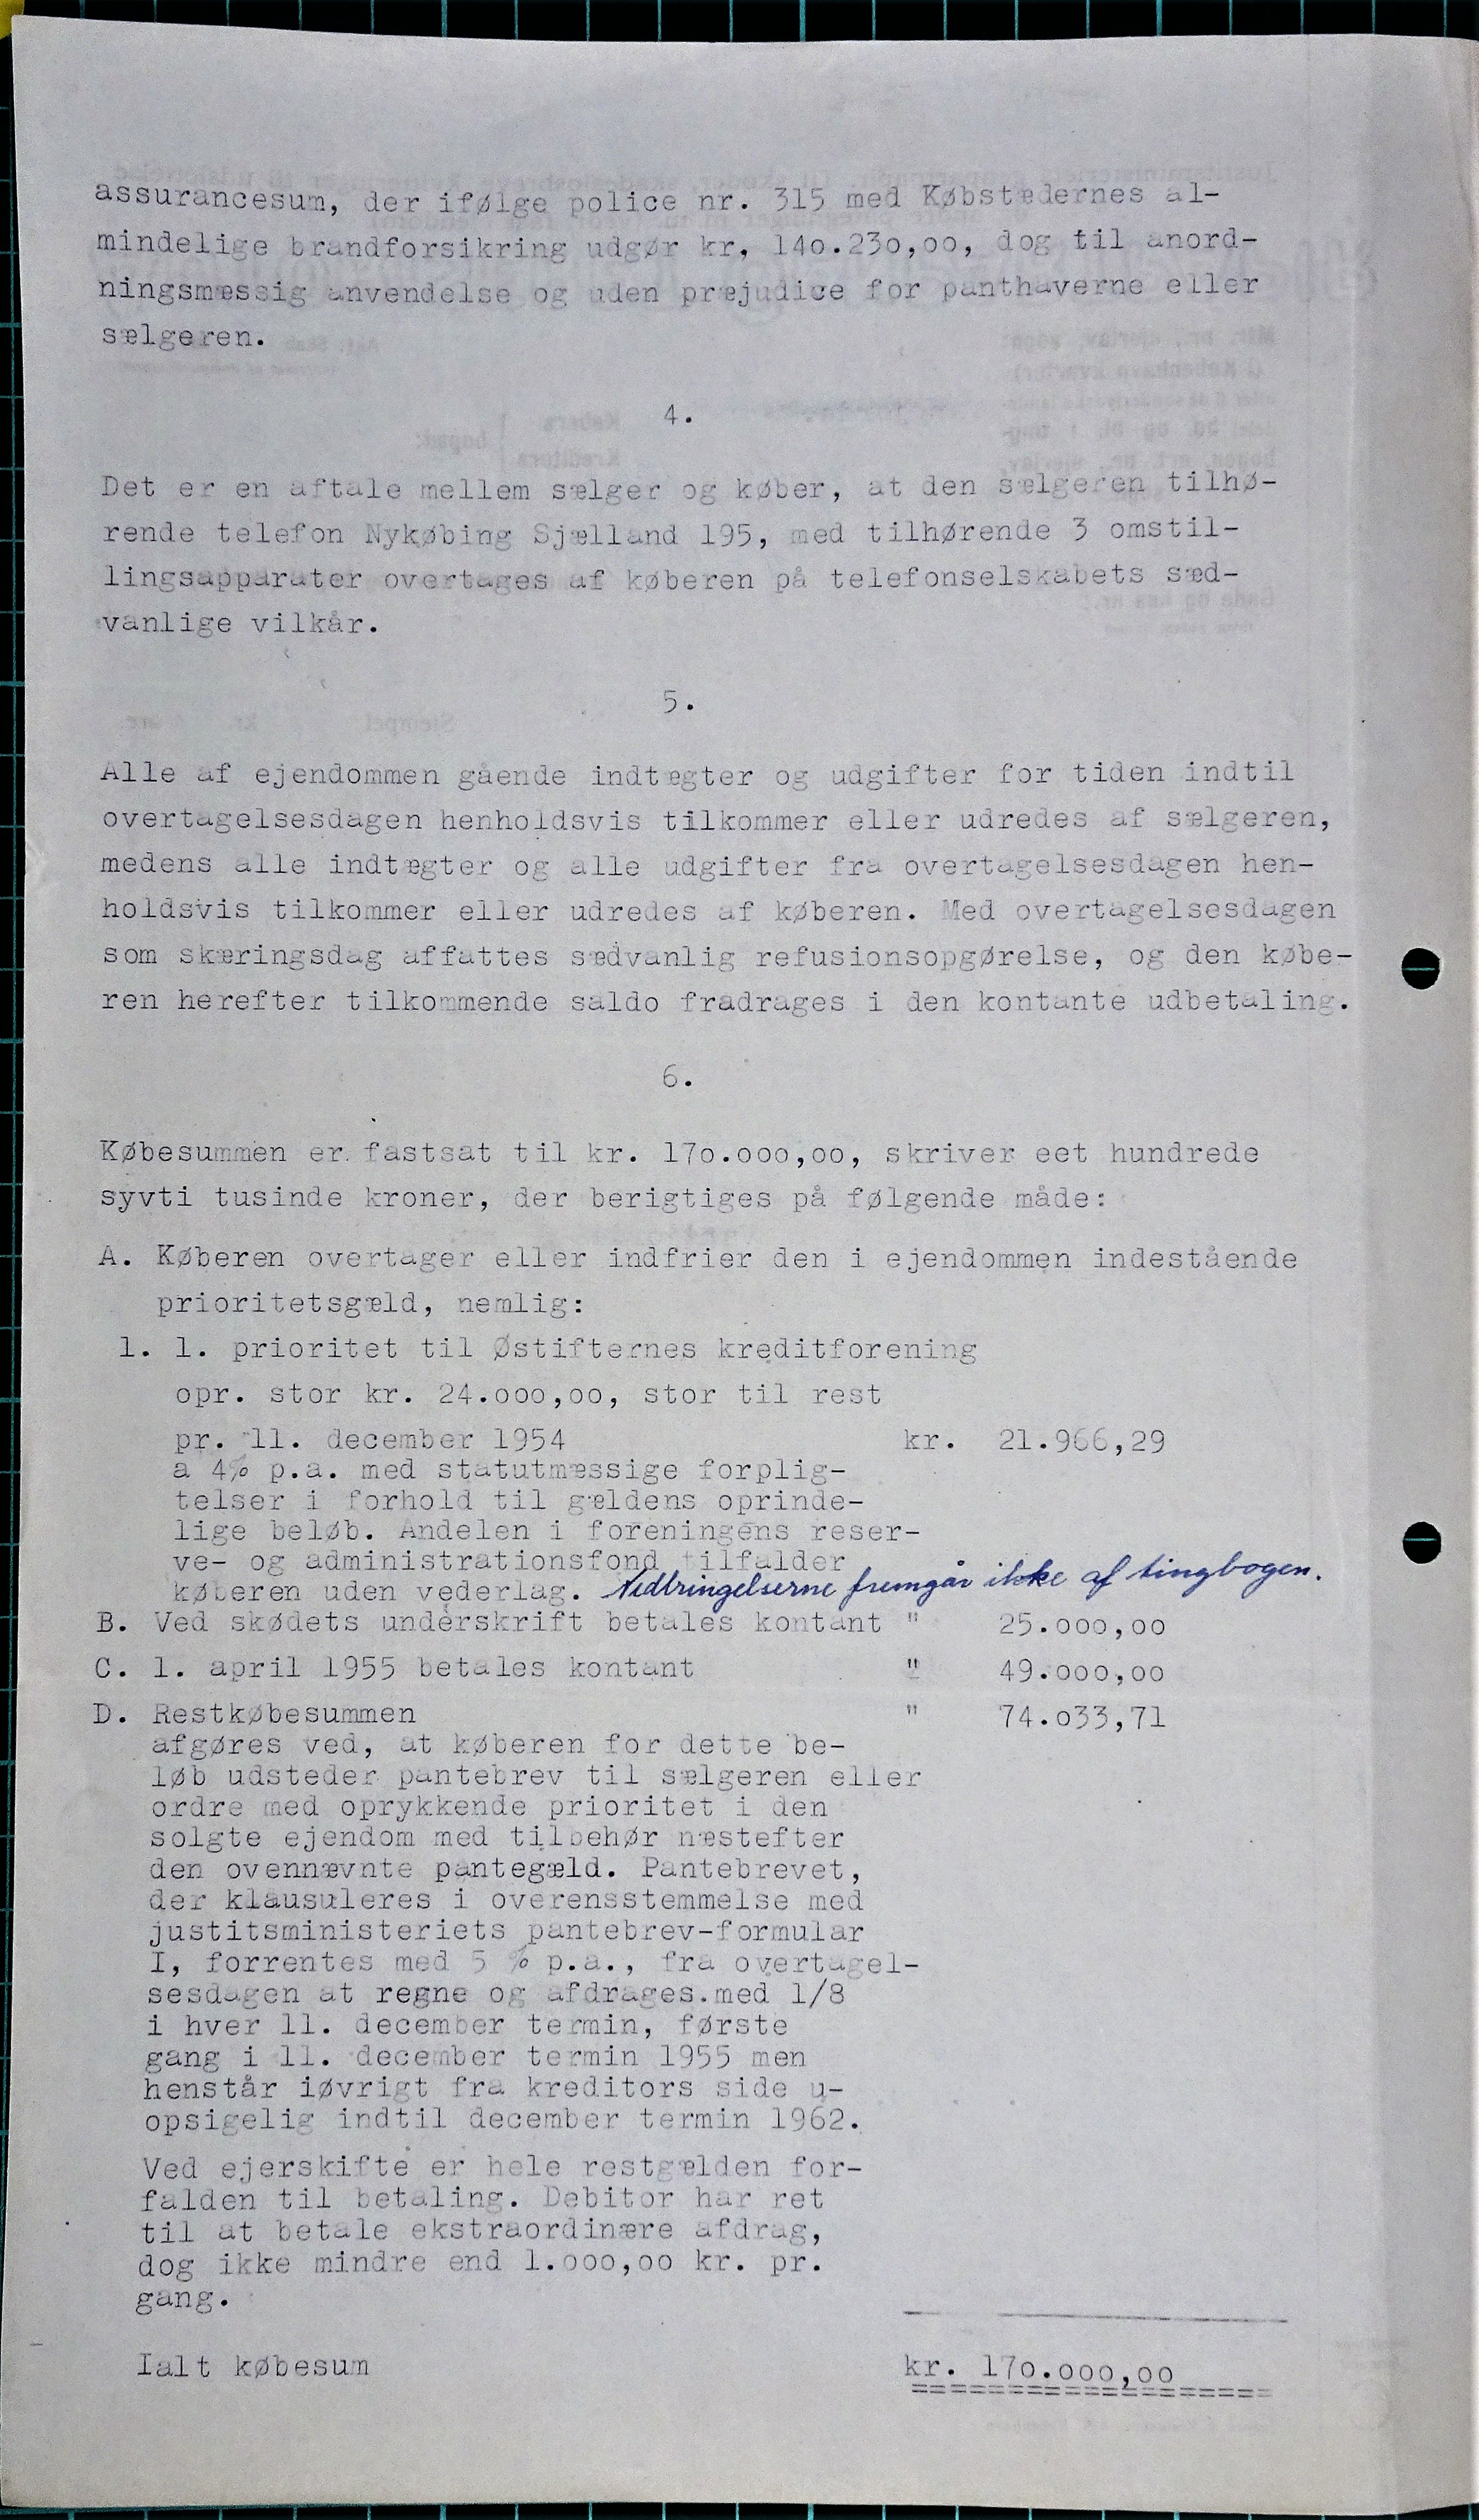 assurancesum, der ifølge police nr. 315 med Købstædernes al-
mindelige brandforsikring udgør kr. 14o.23o,oo, dog til anord-
ningsmæssig anvendelse og uden præjudice for panthaverne eller
sælgeren.
4.
Det er en aftale mellem sælger og køber, at den sælgeren tilhø-
rende telefon Nykøbing Sjælland 195, med tilhørende 3 omstil-
lingsapparater overtages af køberen på telefonselskabets sæd-
vanlige vilkår.
5.
Alle af ejendommen gående indtægter og udgifter for tiden indtil
overtagelsesdagen henholdsvis tilkommer eller udredes af sælgeren,
medens alle indtægter og alle udgifter fra overtagelsesdagen hen-
holdsvis tilkommer eller udredes af køberen. Med overtagelsesdagen
som skæringsdag affattes sædvanlig refusionsopgørelse, og den købe-
ren herefter tilkommende saldo fradrages i den kontante udbetaling.
6.
Købesummen er fastsat til kr. 17o.ooo,oo, skriver eet hundrede
syvti tusinde kroner, der berigtiges på følgende måde:
A. Køberen overtager eller indfrier den i ejendommen indestående
prioritetsgæld, nemlig:
1. 1. prioritet til Østifternes kreditforening
opr. stor kr. 24.ooo,oo, stor til rest
pr. 11. december 1954 kr. 21.966,29
a 4% p.a. med statutmæssige forplig-
telser i forhold til gældens oprinde-
lige beløb. Andelen i foreningens reser-
ve- og administrationsfond tilfalder
køberen uden vederlag. Nedbringelserne fremgår ikke af tingbogen.
B. Ved skødets underskrift betales kontant " 25.ooo,oo
C. 1. april 1955 betales kontant " 49.ooo,oo
D. Restkøbesummen " 74.o33,71
afgøres ved, at køberen for dette be-
løb udsteder pantebrev til sælgeren eller
ordre med oprykkende prioritet i den
solgte ejendom med tilbehør næstefter
den ovennævnte pantegæld. Pantebrevet,
der klausuleres i overensstemmelse med
justitsministeriets pantebrev-formular
I, forrentes med 5 % p.a., fra overtagel-
sesdagen at regne og afdrages.med 1/8
i hver 11. december termin, første
gang i 11. december termin 1955 men
henstår iøvrigt fra kreditors side u-
opsigelig indtil december termin 1962.
Ved ejerskifte er hele restgælden for-
falden til betaling. Debitor har ret
til at betale ekstraordinære afdrag,
dog ikke mindre end 1.ooo,oo kr. pr.
gang.
Ialt købesum kr. 17o.ooo,oo